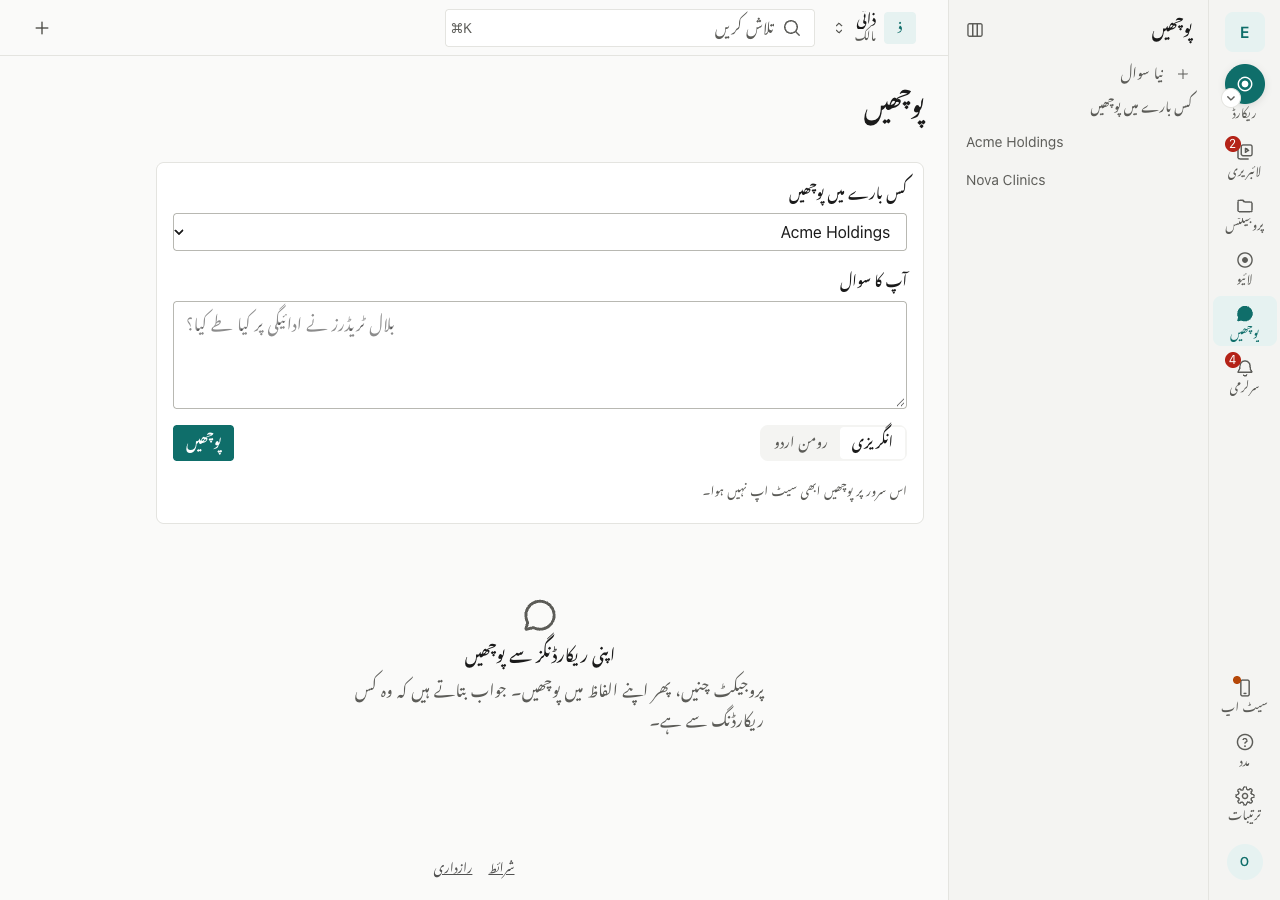 E
ریکارڈ
2
لائبریری
پروجیکٹس
لائیو
پوچھیں
4
سرگرمی
سیٹ اپ
مدد
ترتیبات
O
پوچھیں
نیا سوال
کس بارے میں پوچھیں
Acme Holdings
Nova Clinics
ذ
ذاتی
مالک
تلاش کریں
⌘K
پوچھیں
کس بارے میں پوچھیں
Acme Holdings
آپ کا سوال
بلال ٹریڈرز نے ادائیگی پر کیا طے کیا؟
انگریزی
رومن اردو
پوچھیں
اس سرور پر پوچھیں ابھی سیٹ اپ نہیں ہوا۔
اپنی ریکارڈنگز سے پوچھیں
پروجیکٹ چنیں، پھر اپنے الفاظ میں پوچھیں۔ جواب بتاتے ہیں کہ وہ کس
ریکارڈنگ سے ہے۔
شرائط
رازداری